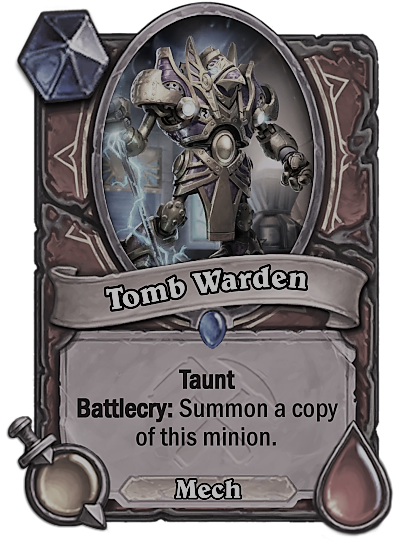 Tomb Warden
Taunt
Battlecry: Summon a copy
of this minion.
Mech